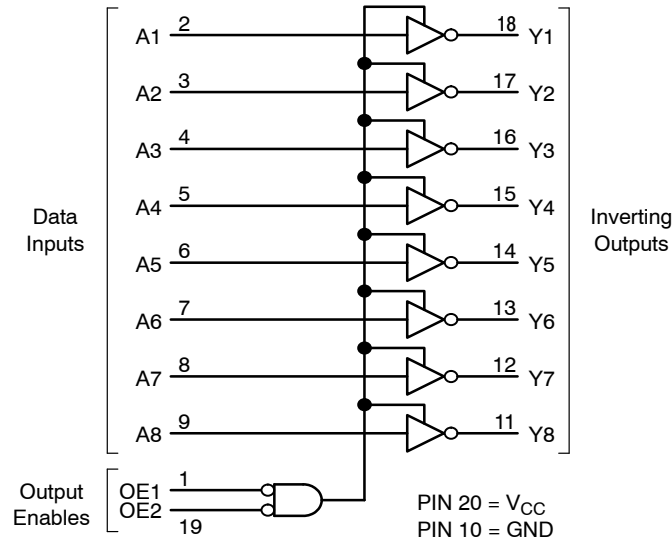 A1 2 18 Y1
A2 3 17 Y2
A3 4 16 Y3
A4 5 15 Y4
Data Inputs
Inverting Outputs
A5 6 14 Y5
A6 7 13 Y6
A7 8 12 Y7
A8 9 11 Y8
Output Enables
OE1 1
OE2 19
PIN 20 = VCC
PIN 10 = GND